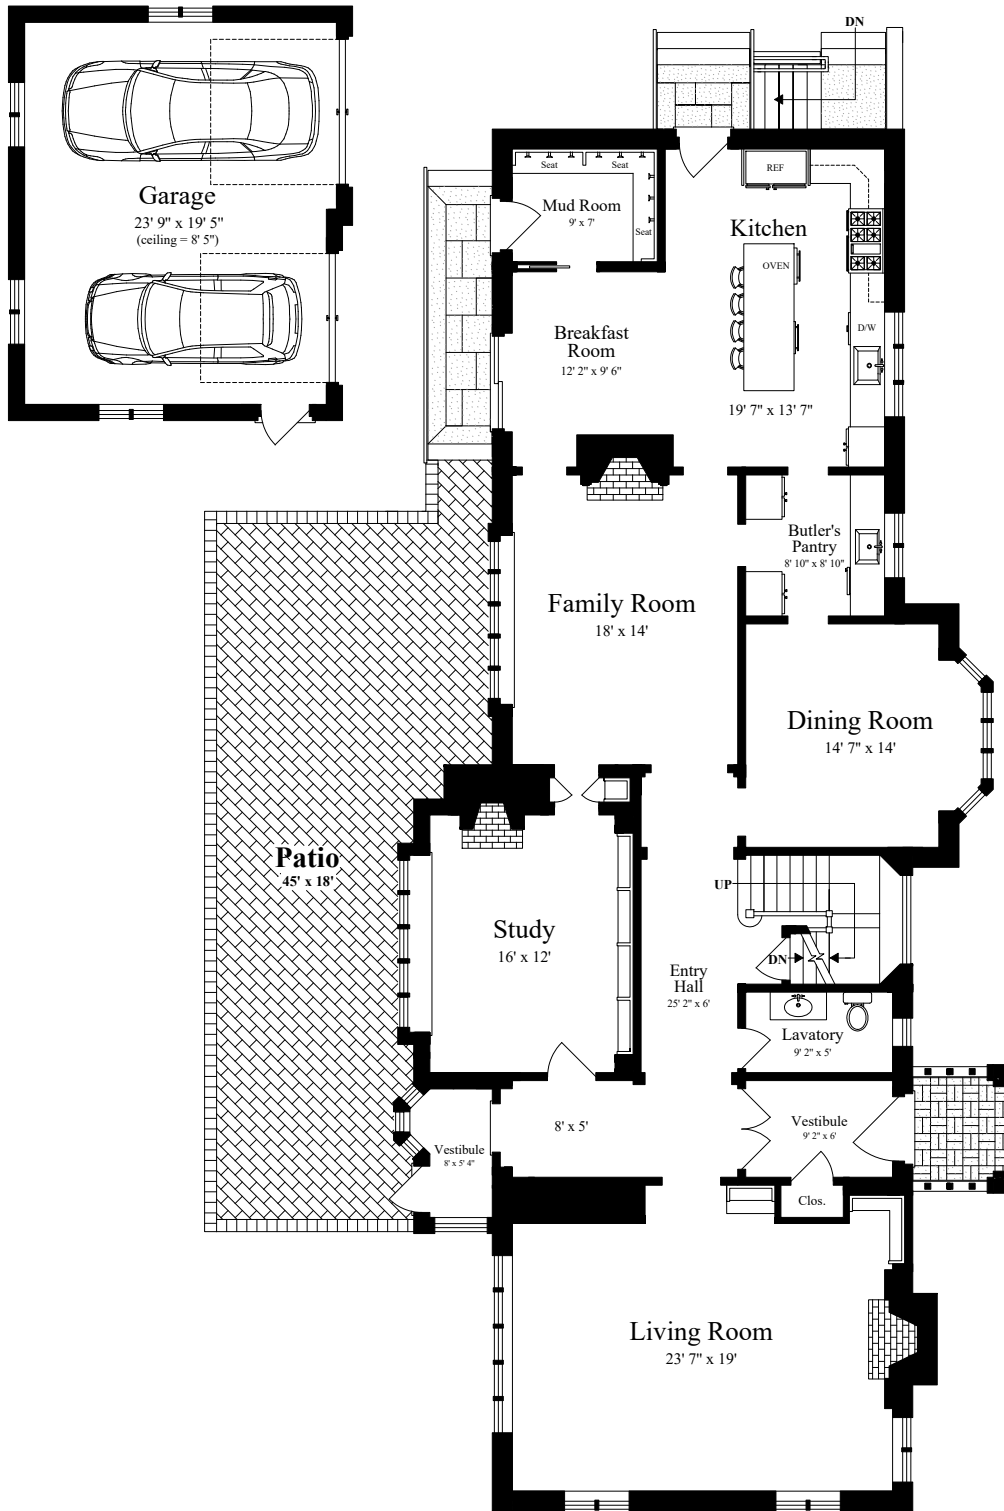 DN
Seat
Seat
REF
Garage
23' 9" x 19' 5"
(ceiling = 8' 5")
Mud Room
9' x 7'
Seat
Kitchen
OVEN
D/W
Breakfast
Room
12' 2" x 9' 6"
19' 7" x 13' 7"
Butler's
Pantry
8' 10" x 8' 10"
Family Room
18' x 14'
Dining Room
14' 7" x 14'
Patio
45' x 18'
UP
Study
16' x 12'
DN
Entry
Hall
25' 2" x 6'
Lavatory
9' 2" x 5'
8' x 5'
Vestibule
9' 2" x 6'
Vestibule
8' x 5' 4"
Clos.
Living Room
23' 7" x 19'